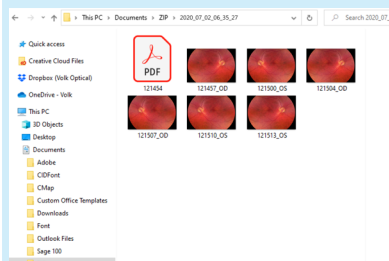 This PC > Documents > ZIP > 2020_07_02_06_35_27
Search 2020_07_
Quick access
Creative Cloud Files
Dropbox (Volk Optical)
OneDrive - Volk
This PC
3D Objects
Desktop
Documents
Adobe
CIDFont
CMap
Custom Office Templates
Downloads
Font
Outlook Files
Sage 100
PDF
121454
121457_OD
121500_OS
121504_OD
121507_OD
121510_OS
121513_OS